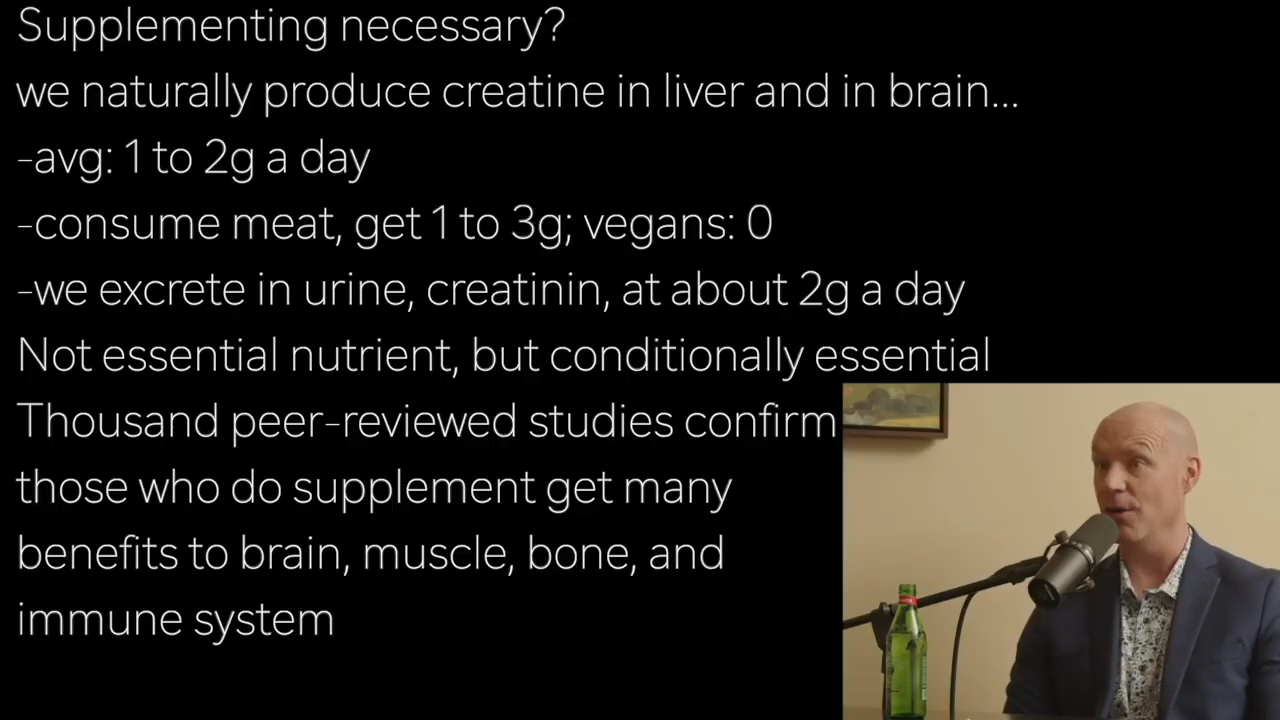 Supplementing necessary?
we naturally produce creatine in liver and in brain...
-avg: 1 to 2g a day
-consume meat, get 1 to 3g; vegans: 0
-we excrete in urine, creatinin, at about 2g a day
Not essential nutrient, but conditionally essential
Thousand peer-reviewed studies confirm
those who do supplement get many
benefits to brain, muscle, bone, and
immune system